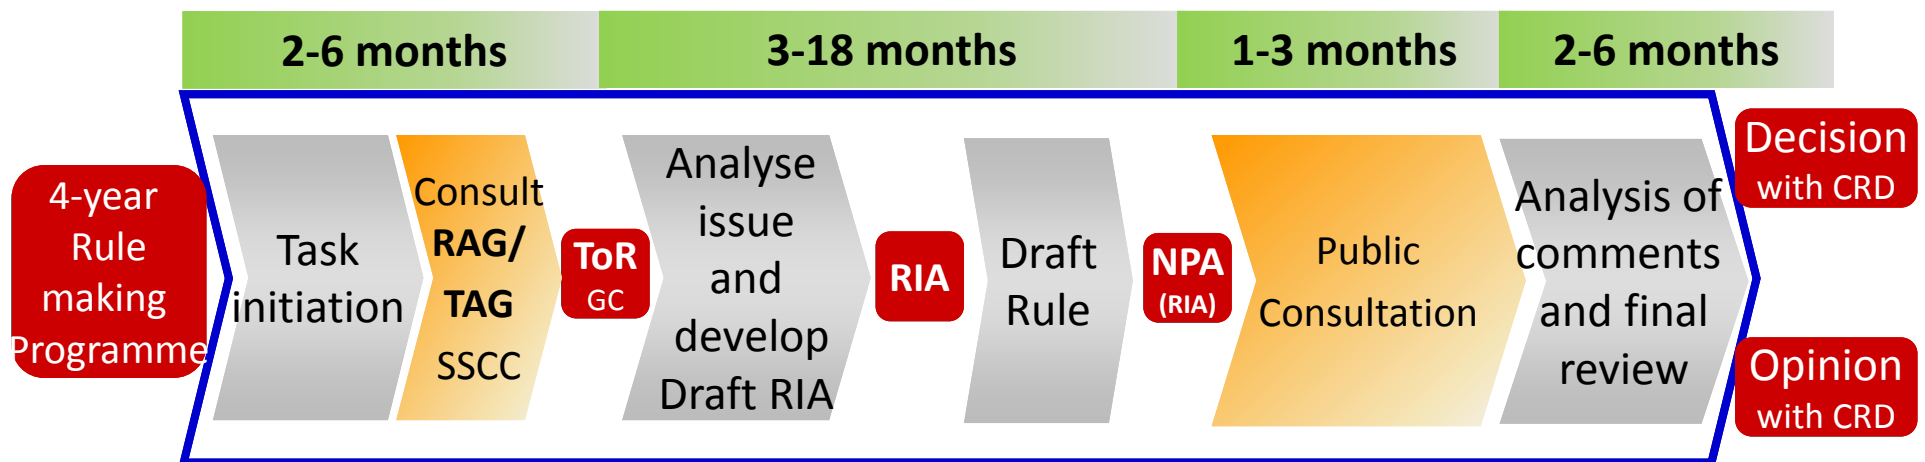 2-6 months
3-18 months
1-3 months
2-6 months
4-year
Rule
making
Programme
Task
initiation
Consult
RAG/
TAG
SSCC
ToR
GC
Analyse
issue
and
develop
Draft RIA
RIA
Draft
Rule
NPA
(RIA)
Public
Consultation
Analysis of
comments
and final
review
Decision
with CRD
Opinion
with CRD